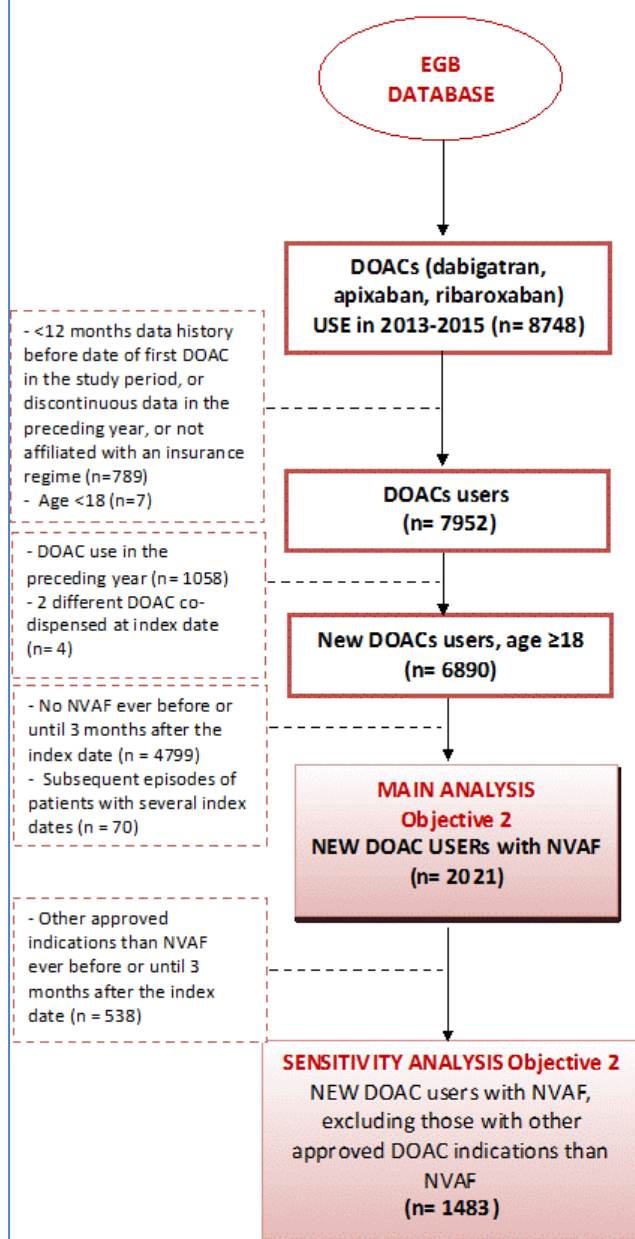 EGB
DATABASE
DOACs (dabigatran,
apixaban, ribaroxaban)
USE in 2013-2015 (n= 8748)
- <12 months data history
before date of first DOAC
in the study period, or
discontinuous data in the
preceding year, or not
affiliated with an insurance
regime (n=789)
- Age <18 (n=7)
DOACs users
(n= 7952)
- DOAC use in the
preceding year (n= 1058)
- 2 different DOAC co-
dispensed at index date
(n= 4)
New DOACs users, age ≥18
(n= 6890)
- No NVAF ever before or
until 3 months after the
index date (n = 4799)
- Subsequent episodes of
patients with several index
dates (n = 70)
MAIN ANALYSIS
Objective 2
NEW DOAC USERs with NVAF
(n= 2021)
- Other approved
indications than NVAF
ever before or until 3
months after the index
date (n = 538)
SENSITIVITY ANALYSIS Objective 2
NEW DOAC users with NVAF,
excluding those with other
approved DOAC indications than
NVAF
(n= 1483)